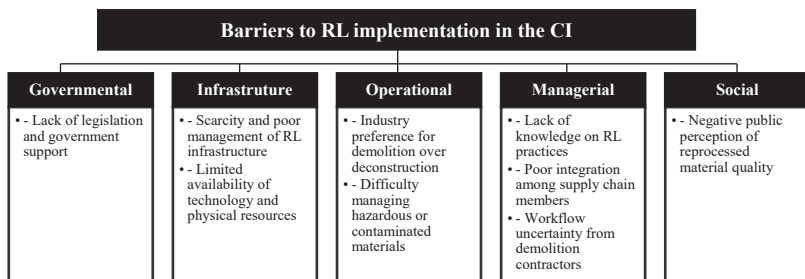 Barriers to RL implementation in the CI
Governmental
• - Lack of legislation
and government
support
Infrastruture
• - Scarcity and poor
management of RL
infrastructure
• - Limited
availability of
technology and
physical resources
Operational
• - Industry
preference for
demolition over
deconstruction
• - Difficulty
managing
hazardous or
contaminated
materials
Managerial
• - Lack of
knowledge on RL
practices
• - Poor integration
among supply chain
members
• - Workflow
uncertainty from
demolition
contractors
Social
• - Negative public
perception of
reprocessed
material quality